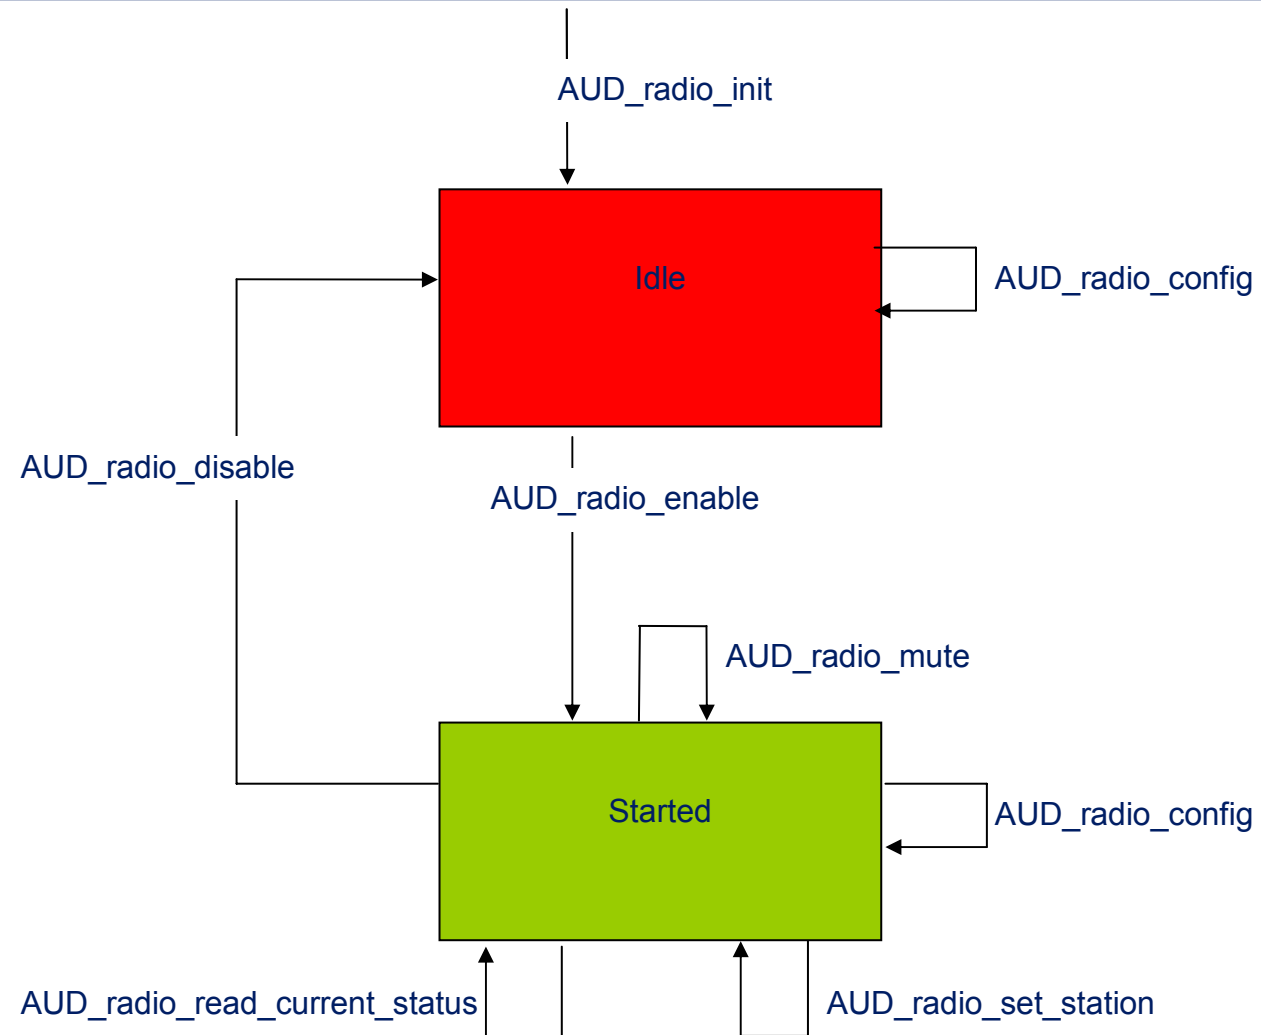 AUD_radio_init
Idle
AUD_radio_config
AUD_radio_disable
AUD_radio_enable
AUD_radio_mute
Started
AUD_radio_config
AUD_radio_read_current_status
AUD_radio_set_station